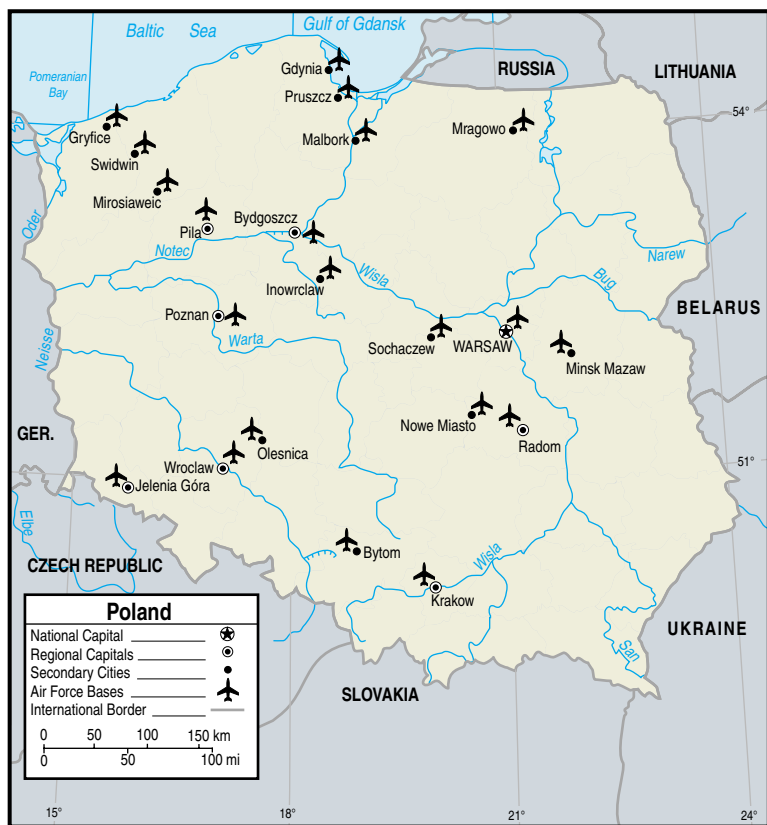 Baltic Sea
Gulf of Gdansk
Pomeranian
Bay
Gdynia
RUSSIA
LITHUANIA
Pruszcz
54°
Gryfice
Malbork
Mragowo
Swidwin
Mirosiaweic
Oder
Pila
Bydgoszcz
Notec
Wisla
Narew
Inowrclaw
Bug
BELARUS
Poznan
Warta
Neisse
Sochaczew
WARSAW
Minsk Mazaw
Nowe Miasto
Radom
GER.
Olesnica
Wroclaw
51°
Jelenia Góra
Elbe
Bytom
Wisla
CZECH REPUBLIC
Krakow
UKRAINE
San
SLOVAKIA
Poland
National Capital
Regional Capitals
Secondary Cities
Air Force Bases
International Border
0 50 100 150 km
0 50 100 mi
15°
18°
21°
24°